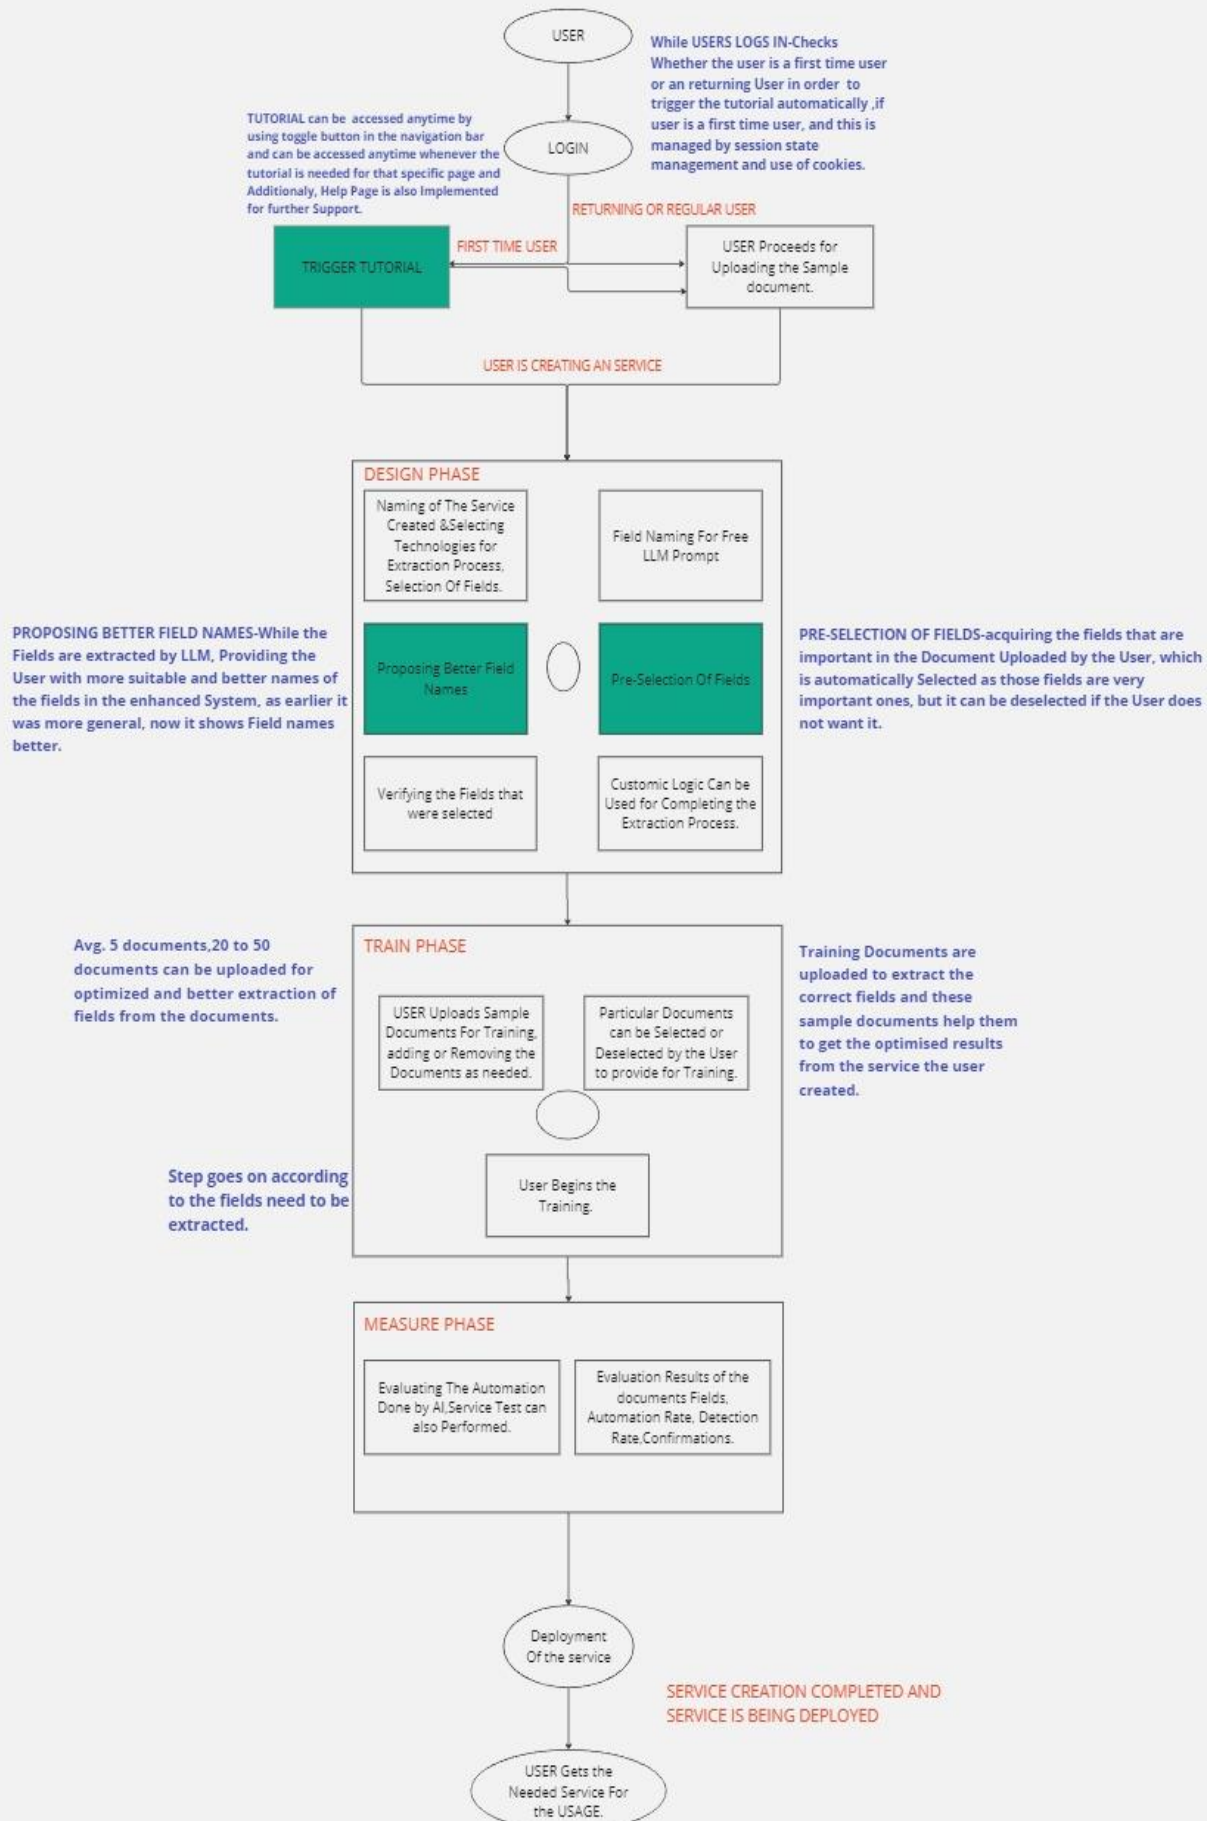 USER
While USERS LOGS IN-Checks
Whether the user is a first time user
or an returning User in order to
trigger the tutorial automatically ,if
user is a first time user, and this is
managed by session state
management and use of cookies.
TUTORIAL can be accessed anytime by
using toggle button in the navigation bar
and can be accessed anytime whenever the
tutorial is needed for that specific page and
Additionaly, Help Page is also Implemented
for further Support.
LOGIN
RETURNING OR REGULAR USER
FIRST TIME USER
TRIGGER TUTORIAL
USER Proceeds for
Uploading the Sample
document.
USER IS CREATING AN SERVICE
DESIGN PHASE
Naming of The Service
Created &Selecting
Technologies for
Extraction Process,
Selection Of Fields.
Field Naming For Free
LLM Prompt
PROPOSING BETTER FIELD NAMES-While the
Fields are extracted by LLM, Providing the
User with more suitable and better names of
the fields in the enhanced System, as earlier it
was more general, now it shows Field names
better.
Proposing Better Field
Names
Pre-Selection Of Fields
PRE-SELECTION OF FIELDS-acquiring the fields that are
important in the Document Uploaded by the User, which
is automatically Selected as those fields are very
important ones, but it can be deselected if the User does
not want it.
Verifying the Fields that
were selected
Customic Logic Can be
Used for Completing the
Extraction Process.
TRAIN PHASE
Avg. 5 documents,20 to 50
documents can be uploaded for
optimized and better extraction of
fields from the documents.
USER Uploads Sample
Documents For Training,
adding or Removing the
Documents as needed.
Particular Documents
can be Selected or
Deselected by the User
to provide for Training.
Training Documents are
uploaded to extract the
correct fields and these
sample documents help them
to get the optimised results
from the service the user
created.
Step goes on according
to the fields need to be
extracted.
User Begins the
Training.
MEASURE PHASE
Evaluating The Automation
Done by AI,Service Test can
also Performed.
Evaluation Results of the
documents Fields,
Automation Rate, Detection
Rate,Confirmations.
Deployment
Of the service
SERVICE CREATION COMPLETED AND
SERVICE IS BEING DEPLOYED
USER Gets the
Needed Service For
the USAGE.